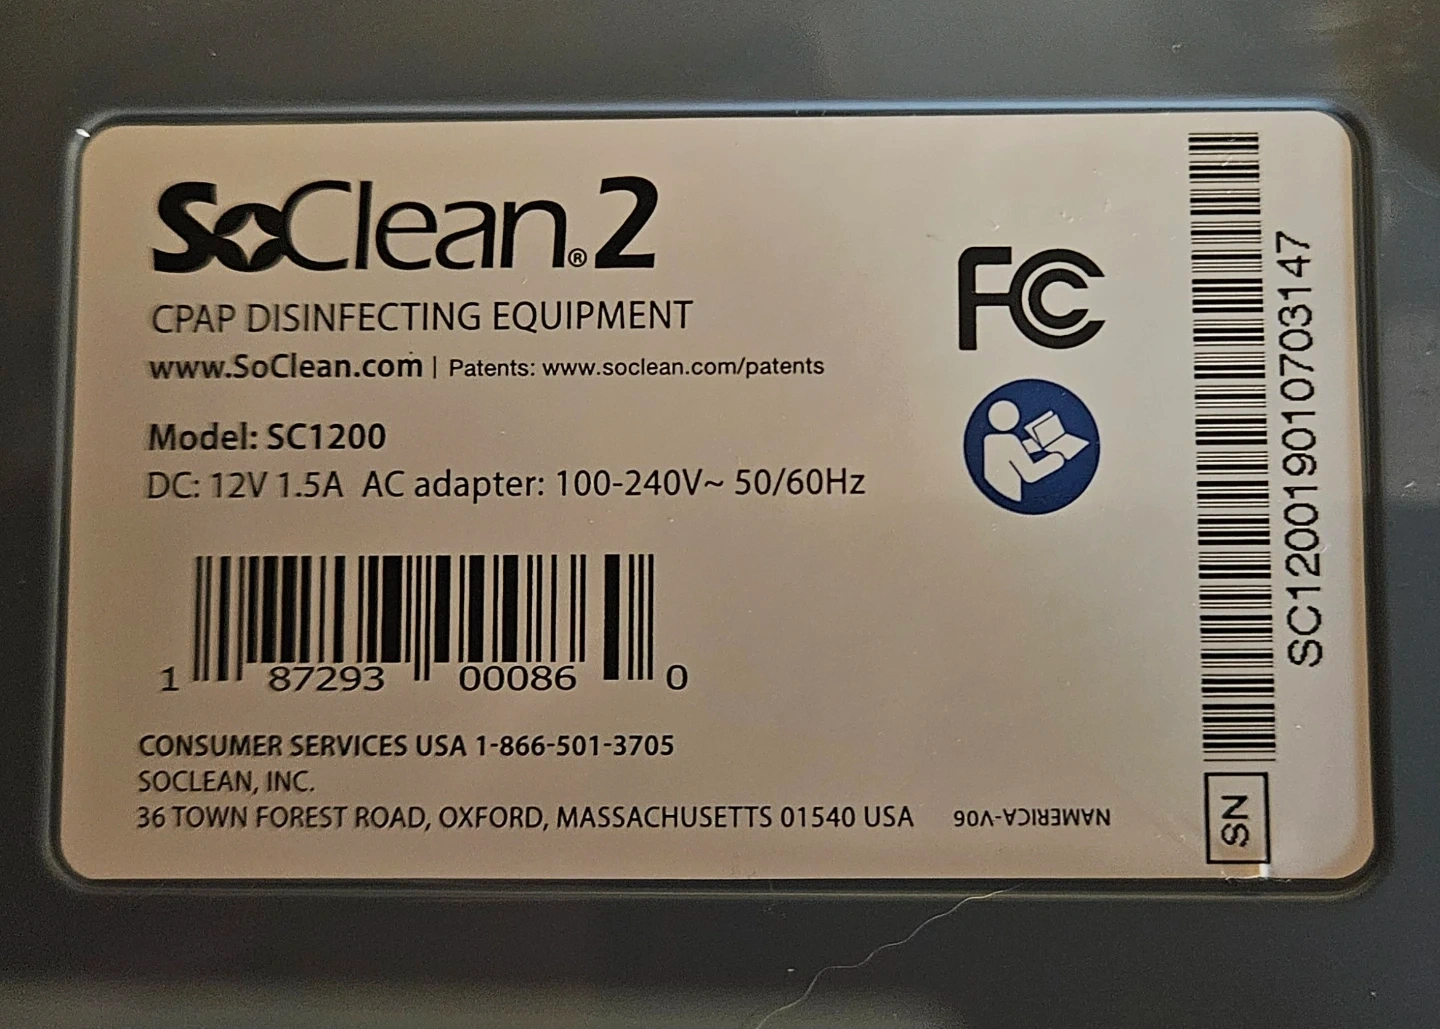 SoClean®2
CPAP DISINFECTING EQUIPMENT
www.SoClean.com | Patents: www.soclean.com/patents
Model: SC1200
DC: 12V 1.5A AC adapter: 100-240V~ 50/60Hz
FC
1 87293 00086 0
CONSUMER SERVICES USA 1-866-501-3705
SOCLEAN, INC.
36 TOWN FOREST ROAD, OXFORD, MASSACHUSETTS 01540 USA
NAMERICA-V06
SN
SC120019010703147